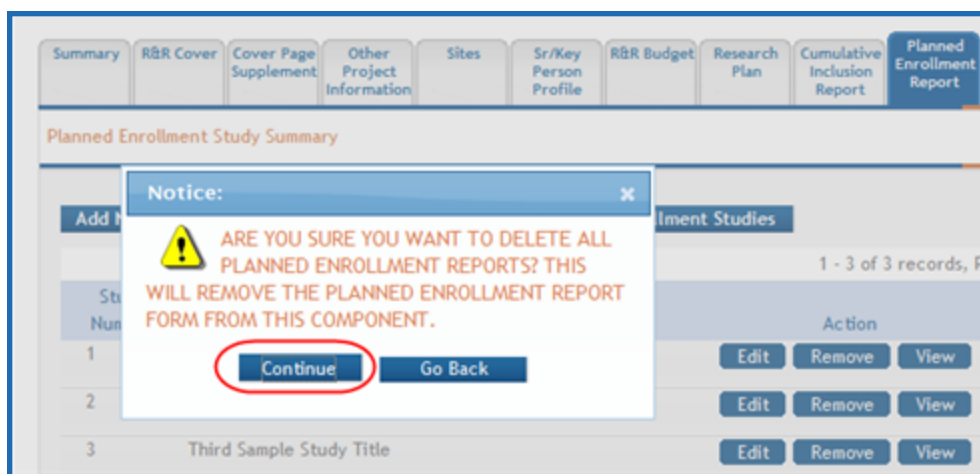 Summary R&R Cover Cover Page Supplement Other Project Information Sites Sr/Key Person Profile R&R Budget Research Plan Cumulative Inclusion Report Planned Enrollment Report
Planned Enrollment Study Summary
Notice:
Add
Studies
ARE YOU SURE YOU WANT TO DELETE ALL
PLANNED ENROLLMENT REPORTS? THIS
WILL REMOVE THE PLANNED ENROLLMENT REPORT
FORM FROM THIS COMPONENT.
1 - 3 of 3 records,
Action
Continue Go Back
1 Edit Remove View
2 Edit Remove View
3 Third Sample Study Title Edit Remove View